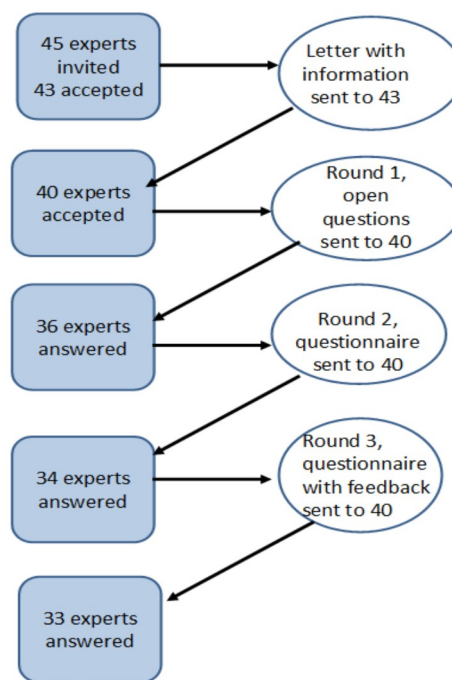 45 experts
invited
43 accepted
Letter with
information
sent to 43
40 experts
accepted
Round 1,
open
questions
sent to 40
36 experts
answered
Round 2,
questionnaire
sent to 40
34 experts
answered
Round 3,
questionnaire
with feedback
sent to 40
33 experts
answered